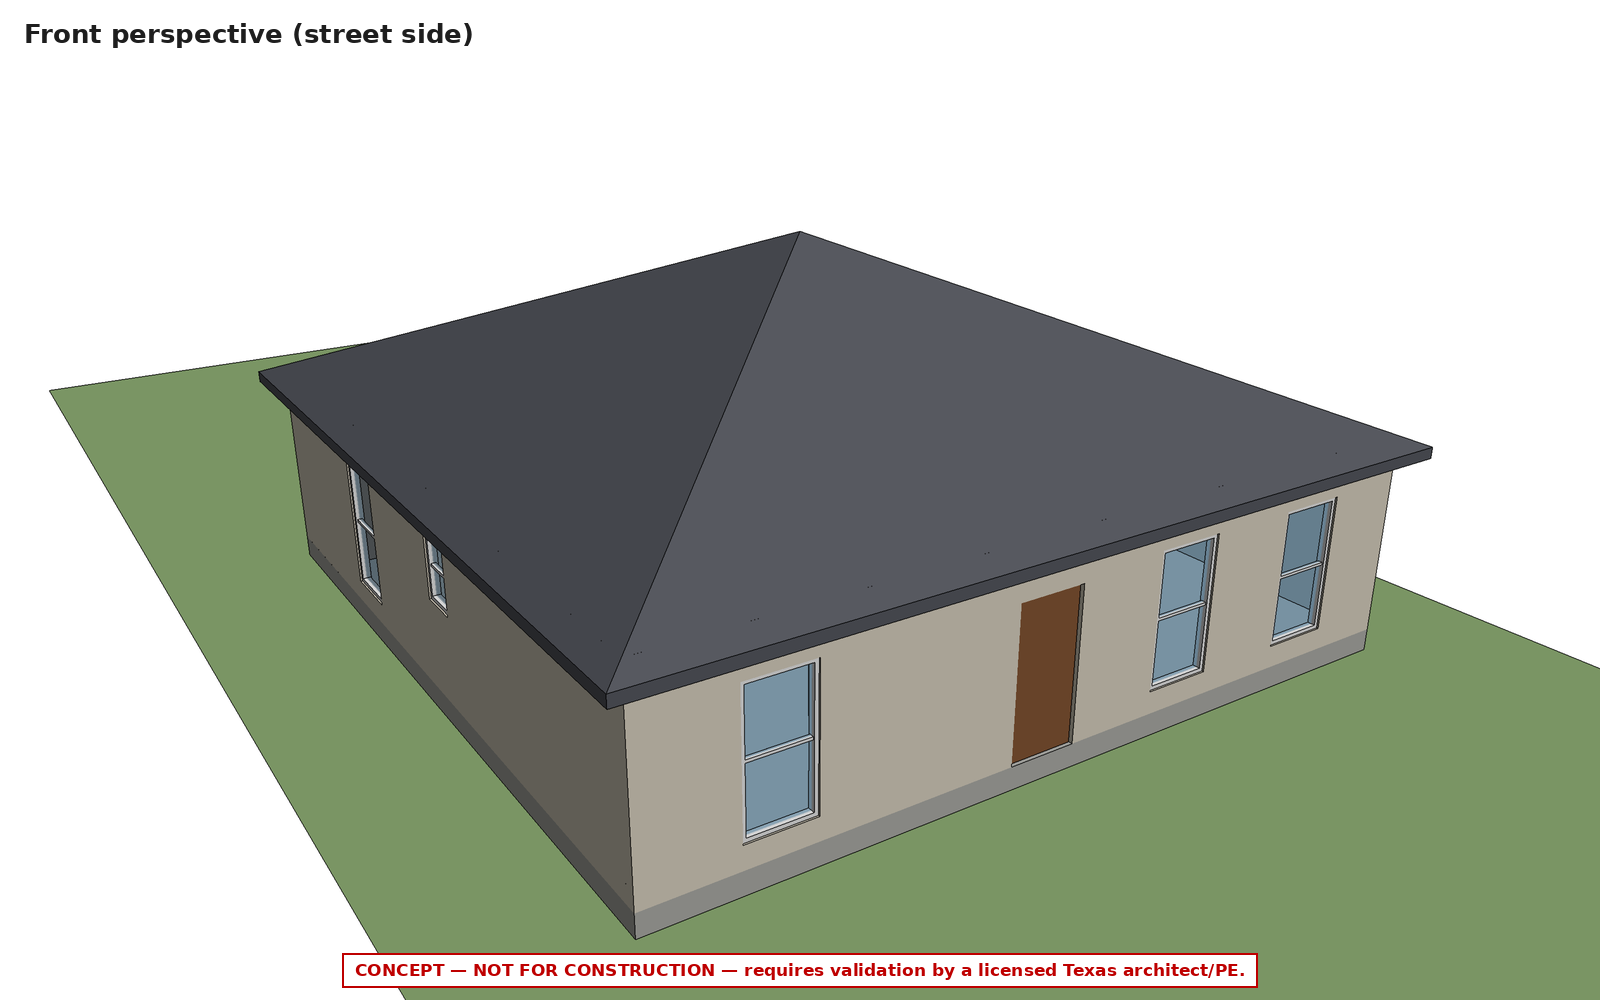 Front perspective (street side)
CONCEPT — NOT FOR CONSTRUCTION — requires validation by a licensed Texas architect/PE.